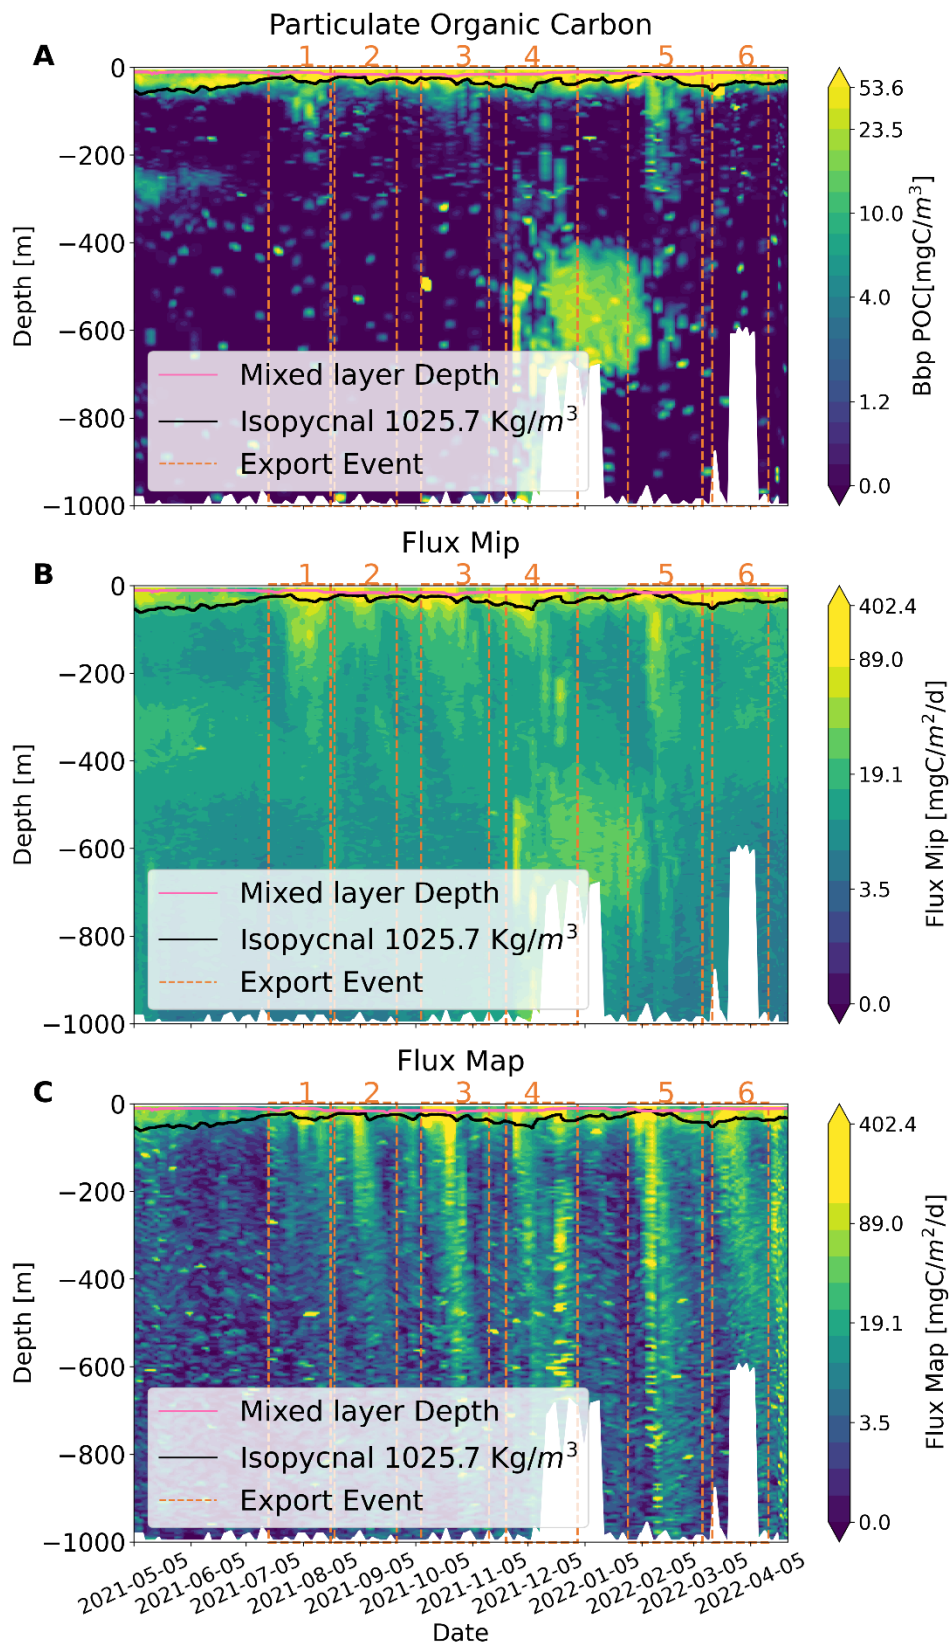 Particulate Organic Carbon
A
1 2 3 4 5 6
0
−200
−400
−600
−800
−1000
Depth [m]
Mixed layer Depth
Isopycnal 1025.7 Kg/m³
Export Event
53.6
23.5
10.0
4.0
1.2
0.0
Bbp POC[mgC/m³]
Flux Mip
B
1 2 3 4 5 6
0
−200
−400
−600
−800
−1000
Depth [m]
Mixed layer Depth
Isopycnal 1025.7 Kg/m³
Export Event
402.4
89.0
19.1
3.5
0.0
Flux Mip [mgC/m²/d]
Flux Map
C
1 2 3 4 5 6
0
−200
−400
−600
−800
−1000
Depth [m]
Mixed layer Depth
Isopycnal 1025.7 Kg/m³
Export Event
402.4
89.0
19.1
3.5
0.0
Flux Map [mgC/m²/d]
2021-05-05
2021-06-05
2021-07-05
2021-08-05
2021-09-05
2021-10-05
2021-11-05
2021-12-05
2022-01-05
2022-02-05
2022-03-05
2022-04-05
Date